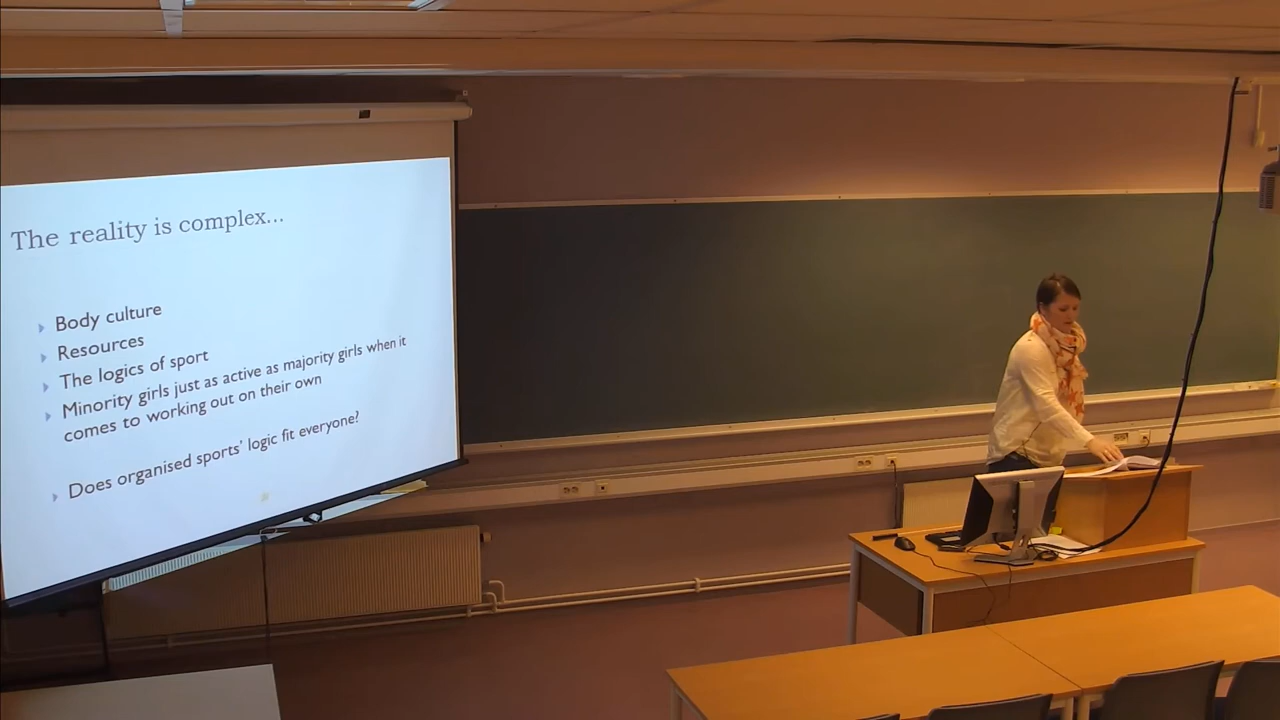 The reality is complex...
Body culture
Resources
The logics of sport
Minority girls just as active as majority girls when it
comes to working out on their own
Does organised sports' logic fit everyone?